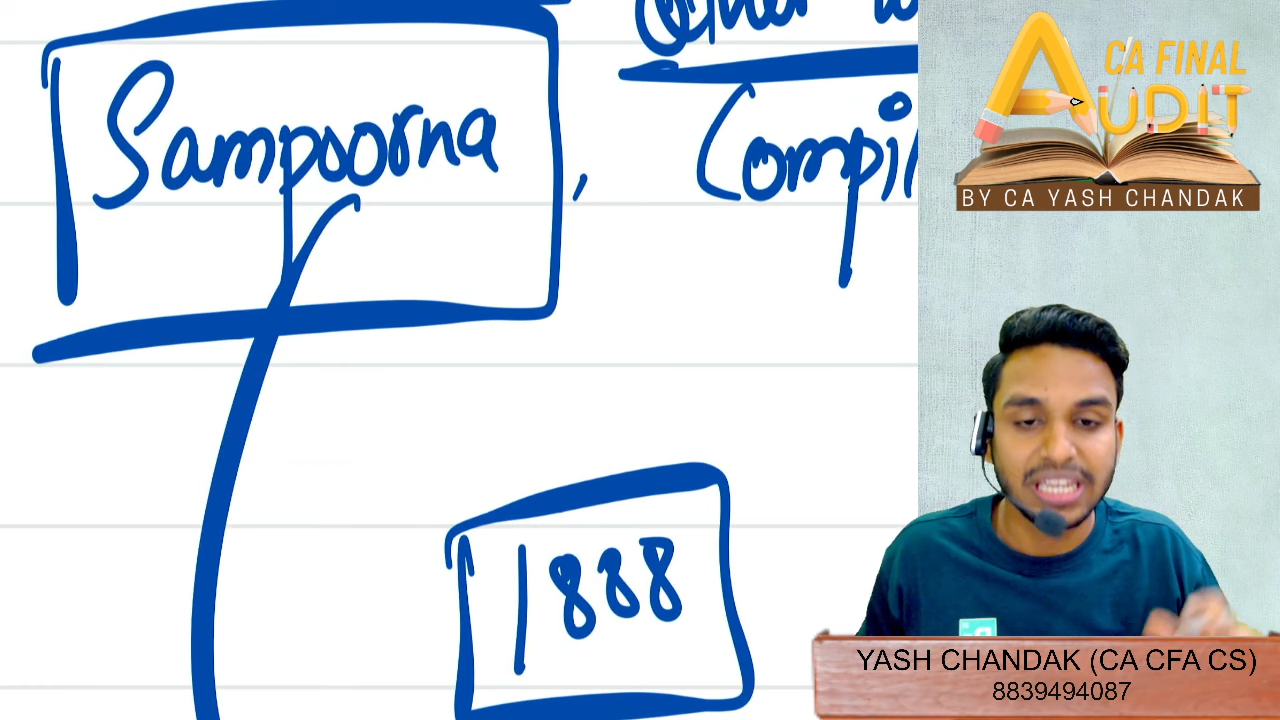 Sampoorna ,
1888
CA FINAL
AUDIT
BY CA YASH CHANDAK
YASH CHANDAK (CA CFA CS)
8839494087